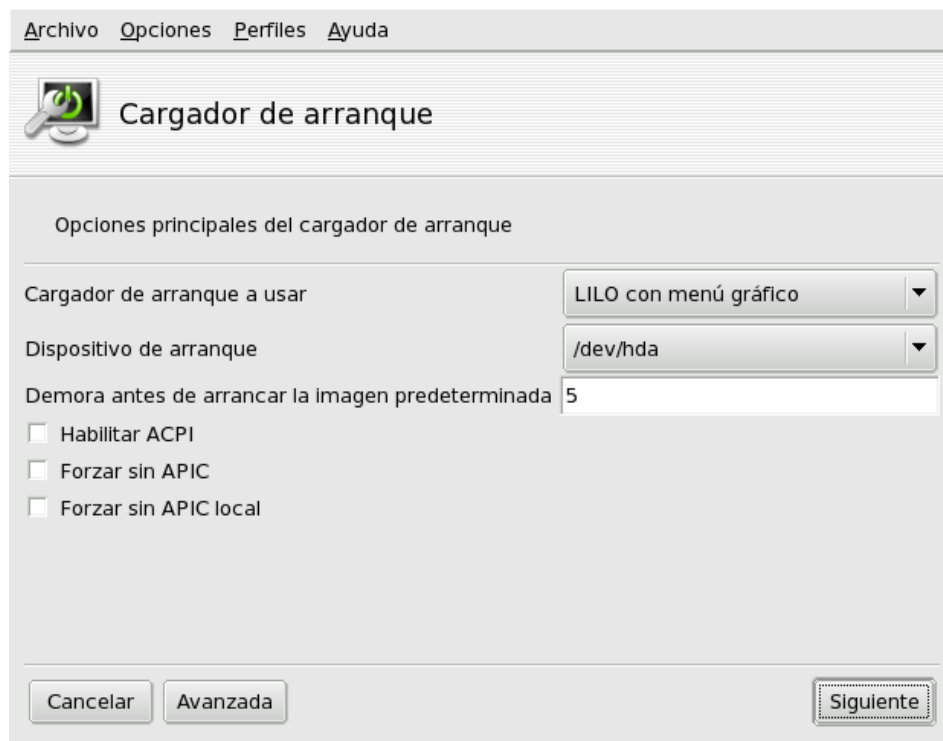 Archivo Opciones Perfiles Ayuda
Cargador de arranque
Opciones principales del cargador de arranque
Cargador de arranque a usar LILO con menú gráfico
Dispositivo de arranque /dev/hda
Demora antes de arrancar la imagen predeterminada 5
Habilitar ACPI
Forzar sin APIC
Forzar sin APIC local
Cancelar Avanzada Siguiente